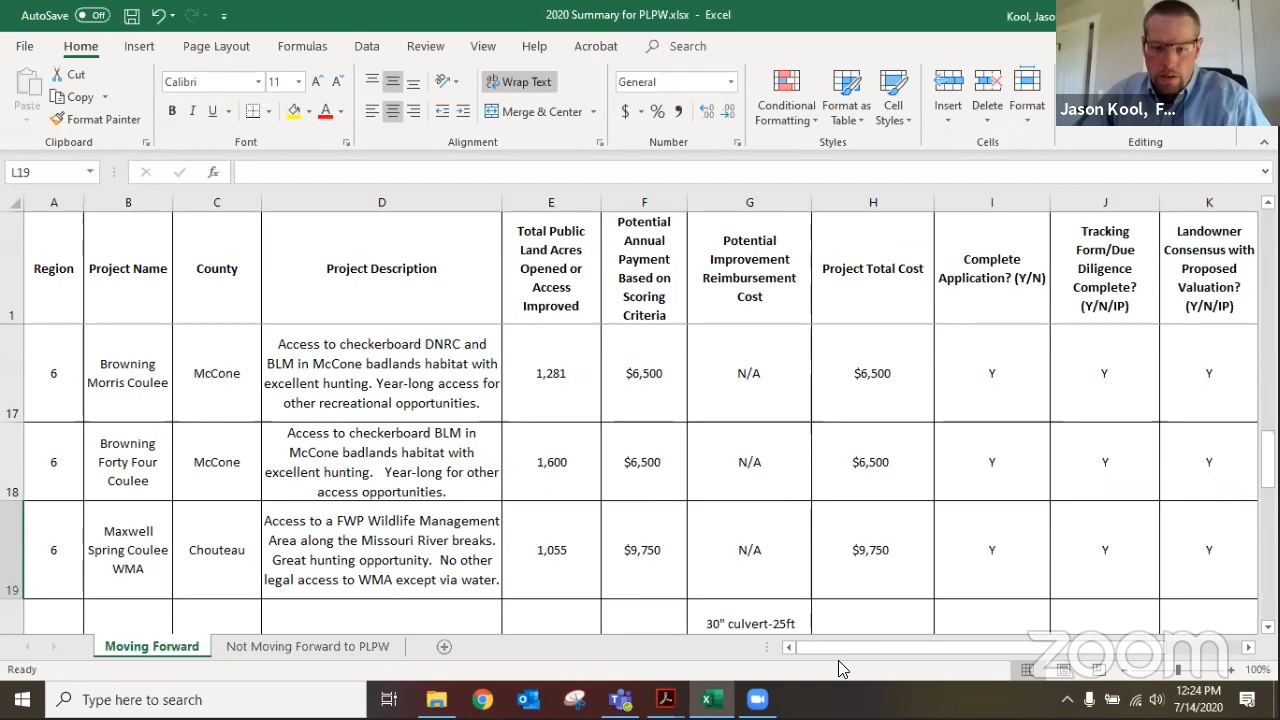 AutoSave Off
2020 Summary for PLPW.xlsx - Excel
Kool, Jaso
File Home Insert Page Layout Formulas Data Review View Help Acrobat Search
Paste
Cut
Copy
Format Painter
Clipboard
Calibri 11
B I U
Font
Wrap Text
Merge & Center
Alignment
General
$ % ,
Number
Conditional Formatting
Format as Table
Cell Styles
Styles
Insert Delete Format
Cells
Editing
Jason Kool, F...
L19
fx
A B C D E F G H I J K
1
Region
Project Name
County
Project Description
Total Public
Land Acres
Opened or
Access
Improved
Potential
Annual
Payment
Based on
Scoring
Criteria
Potential
Improvement
Reimbursement
Cost
Project Total Cost
Complete
Application? (Y/N)
Tracking
Form/Due
Diligence
Complete?
(Y/N/IP)
Landowner
Consensus with
Proposed
Valuation?
(Y/N/IP)
17
6
Browning
Morris Coulee
McCone
Access to checkerboard DNRC and
BLM in McCone badlands habitat with
excellent hunting. Year-long access for
other recreational opportunities.
1,281
$6,500
N/A
$6,500
Y
Y
Y
18
6
Browning
Forty Four
Coulee
McCone
Access to checkerboard BLM in
McCone badlands habitat with
excellent hunting. Year-long for other
access opportunities.
1,600
$6,500
N/A
$6,500
Y
Y
Y
19
6
Maxwell
Spring Coulee
WMA
Chouteau
Access to a FWP Wildlife Management
Area along the Missouri River breaks.
Great hunting opportunity. No other
legal access to WMA except via water.
1,055
$9,750
N/A
$9,750
Y
Y
Y
30" culvert-25ft
Moving Forward
Not Moving Forward to PLPW
Ready
100%
zoom
Type here to search
12:24 PM
7/14/2020